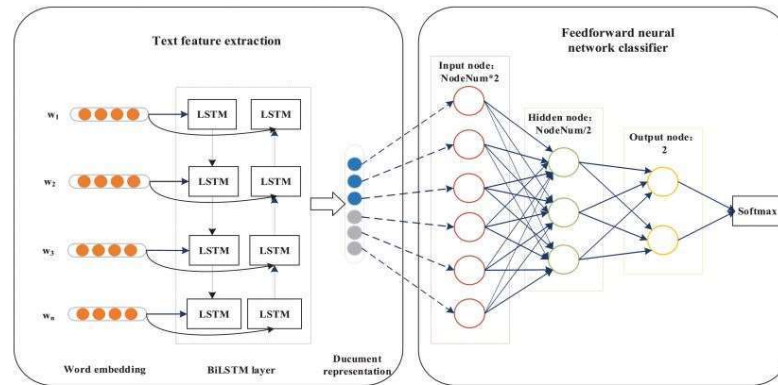 Text feature extraction
w1
LSTM LSTM
w2
LSTM LSTM
w3
LSTM LSTM
wn
LSTM LSTM
Word embedding
BiLSTM layer
Ducument
representation
Feedforward neural
network classifier
Input node：
NodeNum*2
Hidden node：
NodeNum/2
Output node：
2
Softmax